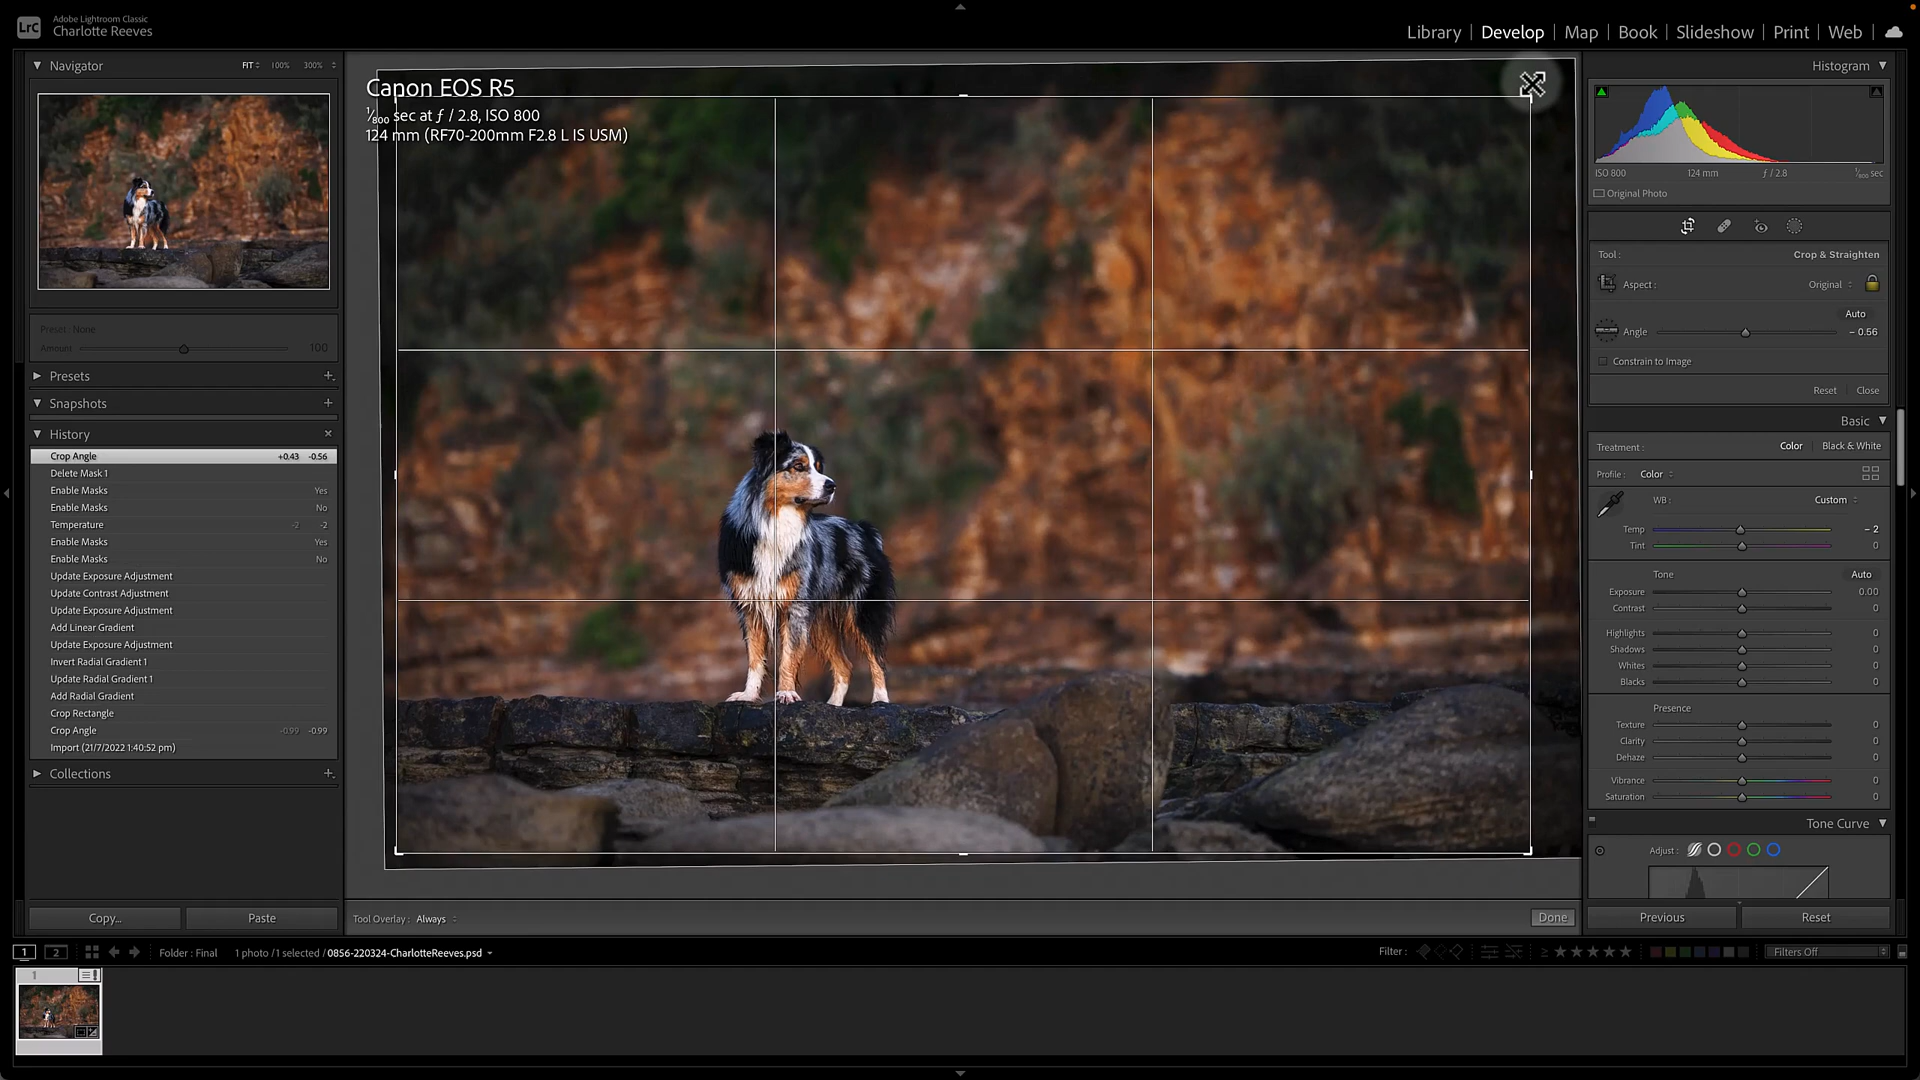 LrC
Adobe Lightroom Classic
Charlotte Reeves
Library | Develop | Map | Book | Slideshow | Print | Web
Navigator FIT 100% 300%
Preset: None
Amount 100
Presets
Snapshots
History
Crop Angle +0.43 -0.56
Delete Mask 1
Enable Masks Yes
Enable Masks No
Temperature -2 -2
Enable Masks Yes
Enable Masks No
Update Exposure Adjustment
Update Contrast Adjustment
Update Exposure Adjustment
Add Linear Gradient
Update Exposure Adjustment
Invert Radial Gradient 1
Update Radial Gradient 1
Add Radial Gradient
Crop Rectangle
Crop Angle -0.99 -0.99
Import (21/7/2022 1:40:52 pm)
Collections
Copy... Paste
Canon EOS R5
1/800 sec at ƒ / 2.8, ISO 800
124 mm (RF70-200mm F2.8 L IS USM)
Tool Overlay: Always Done
Histogram
ISO 800 124 mm ƒ / 2.8 1/800 sec
Original Photo
Tool: Crop & Straighten
Aspect: Original
Auto
Angle - 0.56
Constrain to Image
Reset Close
Basic
Treatment: Color Black & White
Profile: Color
WB: Custom
Temp - 2
Tint 0
Tone Auto
Exposure 0.00
Contrast 0
Highlights 0
Shadows 0
Whites 0
Blacks 0
Presence
Texture 0
Clarity 0
Dehaze 0
Vibrance 0
Saturation 0
Tone Curve
Adjust:
Previous Reset
1 2 Folder: Final 1 photo / 1 selected / 0856-220324-CharlotteReeves.psd Filter: ≥ ★★★★★ Filters Off
1